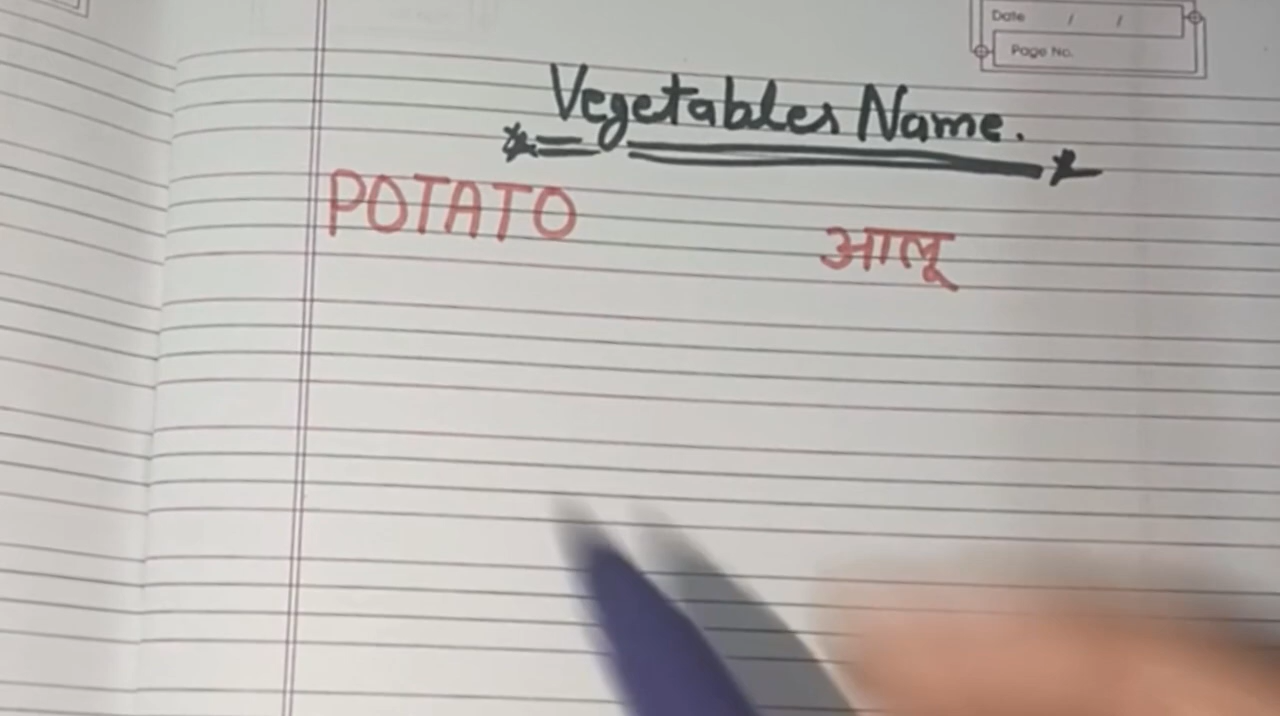 Date / /
Page No.
Vegetables Name.
POTATO आलू